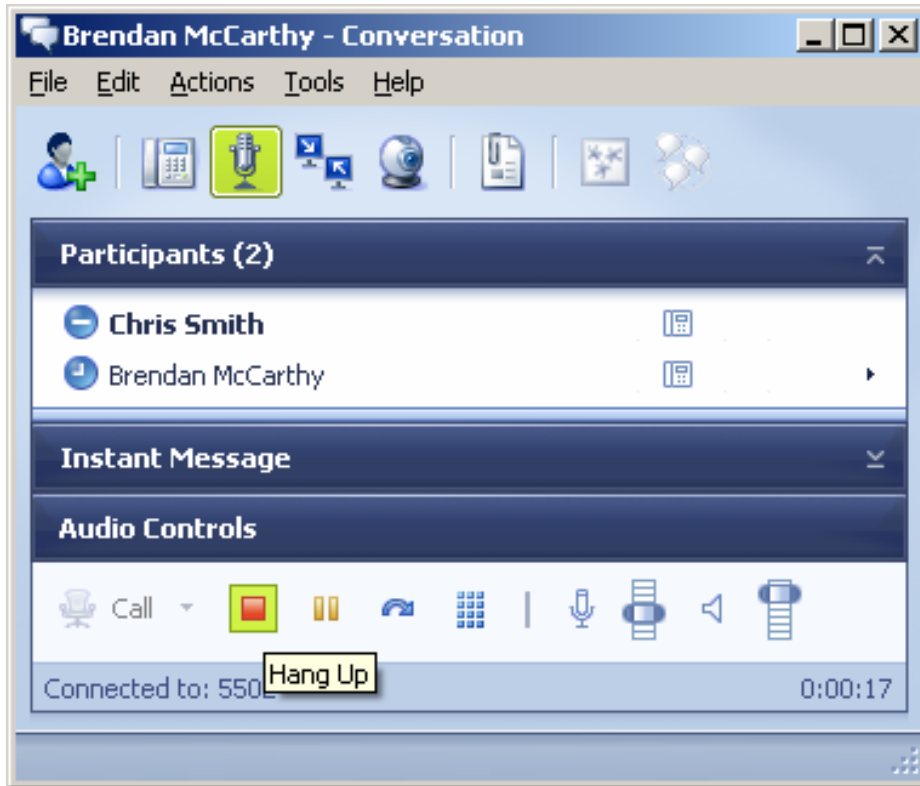 Brendan McCarthy - Conversation
File Edit Actions Tools Help
Participants (2)
Chris Smith
Brendan McCarthy
Instant Message
Audio Controls
Call
Hang Up
Connected to: 0:00:17